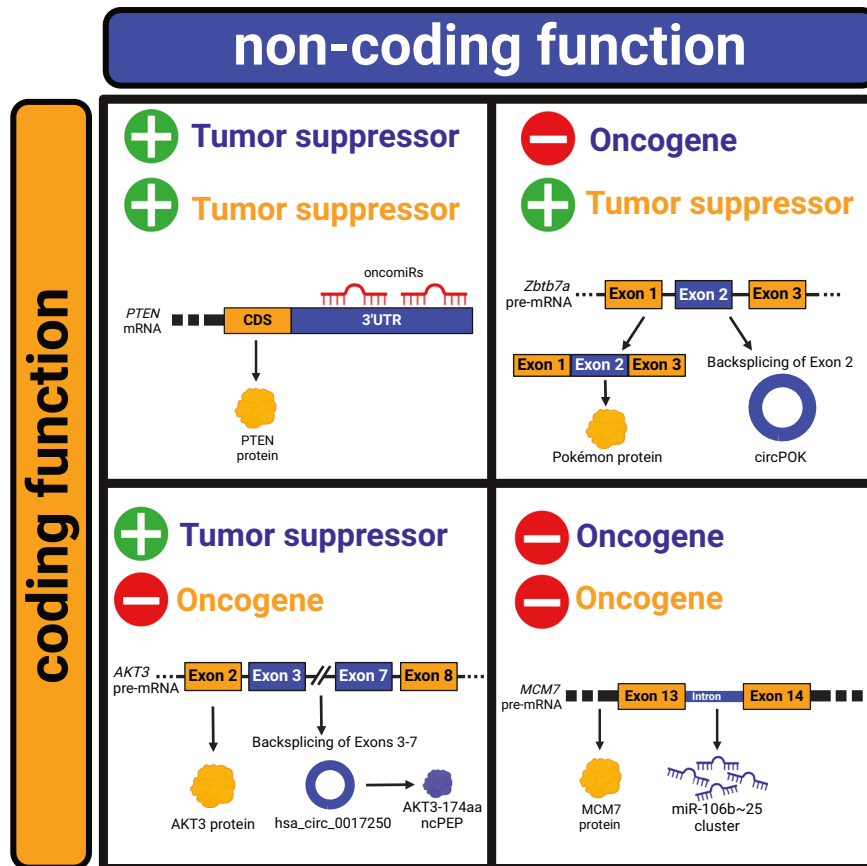 non-coding function
coding function
Tumor suppressor
Tumor suppressor
oncomiRs
PTEN
mRNA
CDS
3'UTR
PTEN
protein
Oncogene
Tumor suppressor
Zbtb7a
pre-mRNA
Exon 1
Exon 2
Exon 3
Exon 1
Exon 2
Exon 3
Backsplicing of Exon 2
Pokémon protein
circPOK
Tumor suppressor
Oncogene
AKT3
pre-mRNA
Exon 2
Exon 3
Exon 7
Exon 8
Backsplicing of Exons 3-7
AKT3 protein
hsa_circ_0017250
AKT3-174aa
ncPEP
Oncogene
Oncogene
MCM7
pre-mRNA
Exon 13
Intron
Exon 14
MCM7
protein
miR-106b~25
cluster